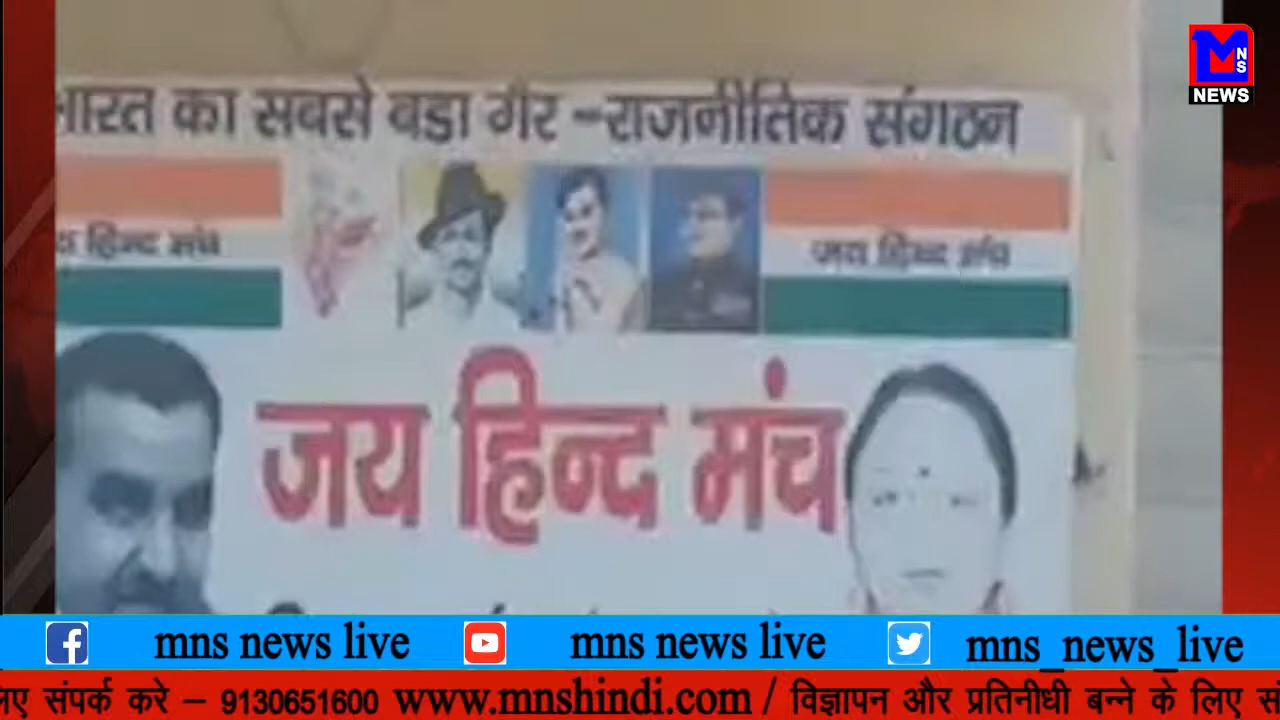 MNS
NEWS
भारत का सबसे बडा गैर -राजनीतिक संगठन
हिन्द मंच
जय हिन्द मंच
जय हिन्द मंच
mns news live
mns news live
mns_news_live
संपर्क करे – 9130651600 www.mnshindi.com / विज्ञापन और प्रतिनीधी बन्ने के लिए